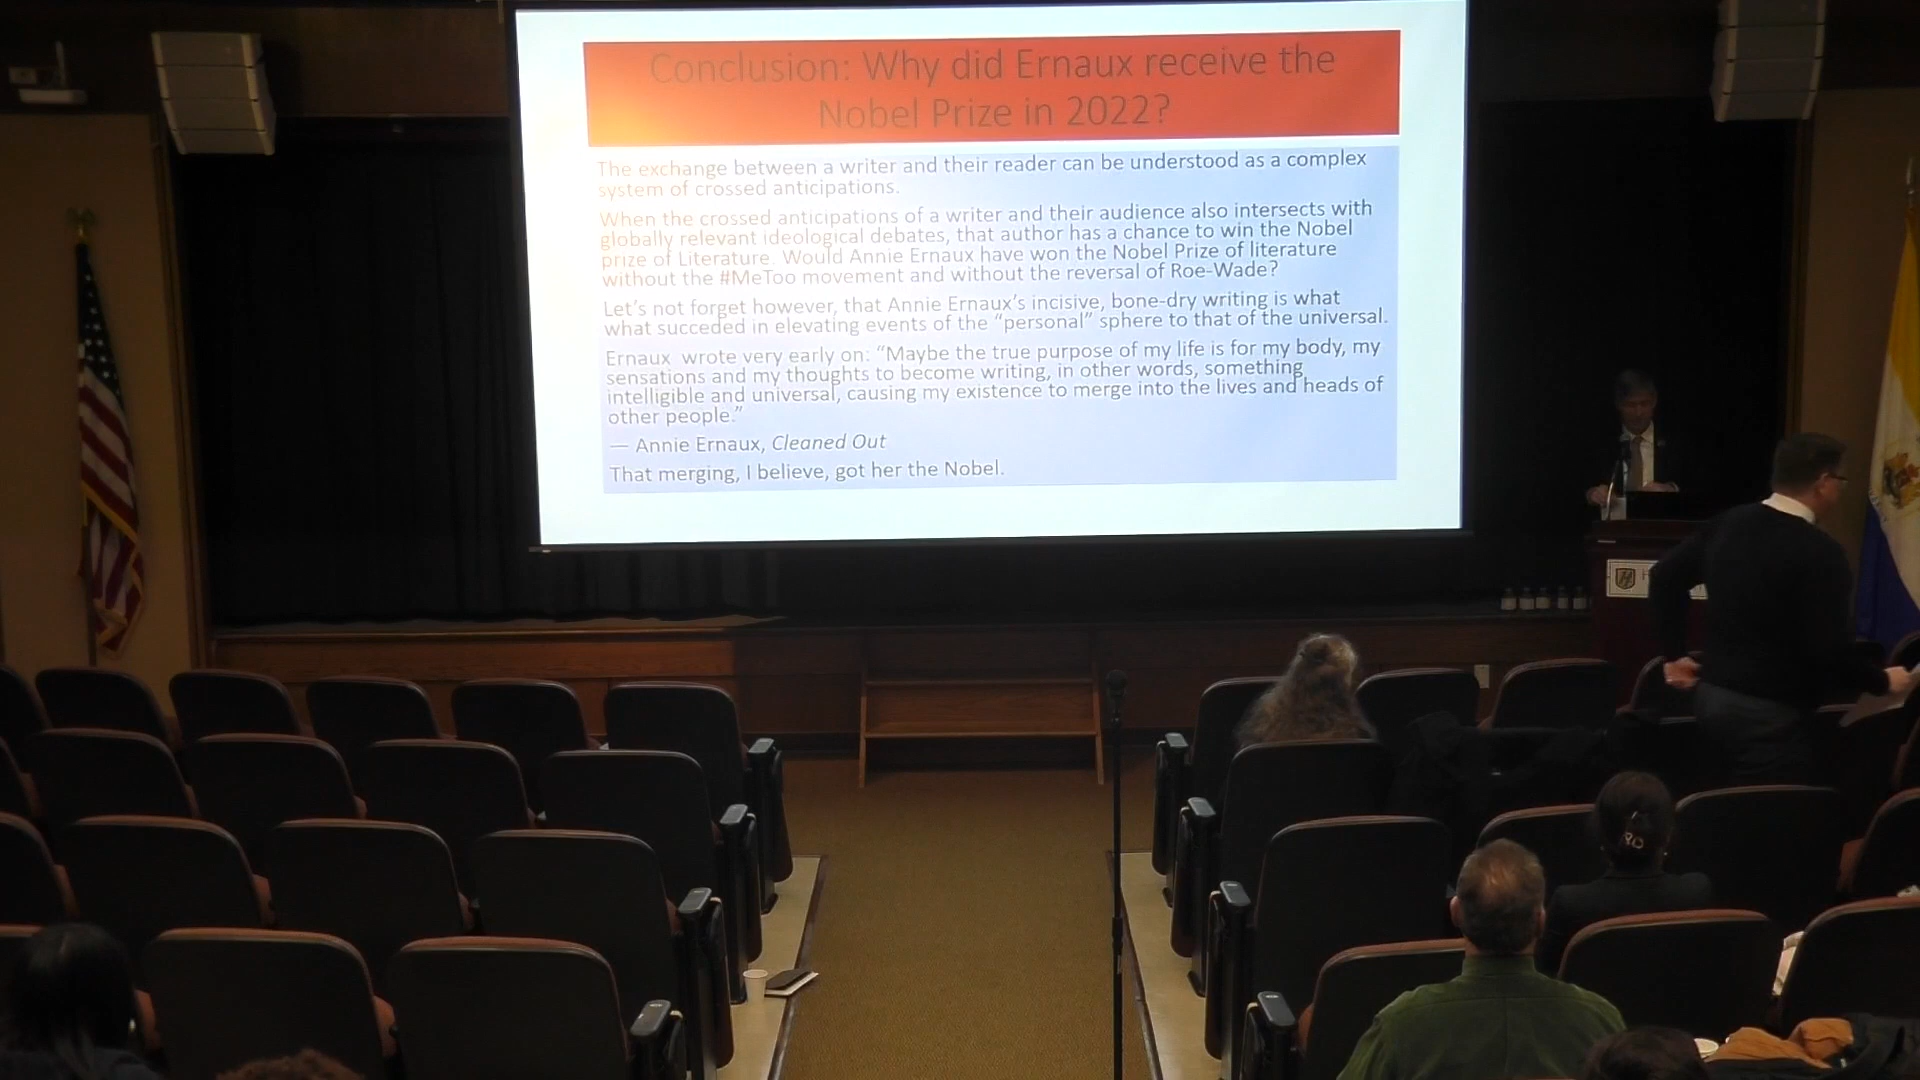 Conclusion: Why did Ernaux receive the
Nobel Prize in 2022?
The exchange between a writer and their reader can be understood as a complex
system of crossed anticipations.
When the crossed anticipations of a writer and their audience also intersects with
globally relevant ideological debates, that author has a chance to win the Nobel
prize of Literature. Would Annie Ernaux have won the Nobel Prize of literature
without the #MeToo movement and without the reversal of Roe-Wade?
Let's not forget however, that Annie Ernaux's incisive, bone-dry writing is what
what succeded in elevating events of the "personal" sphere to that of the universal.
Ernaux wrote very early on: "Maybe the true purpose of my life is for my body, my
sensations and my thoughts to become writing, in other words, something
intelligible and universal, causing my existence to merge into the lives and heads of
other people."
— Annie Ernaux, Cleaned Out
That merging, I believe, got her the Nobel.